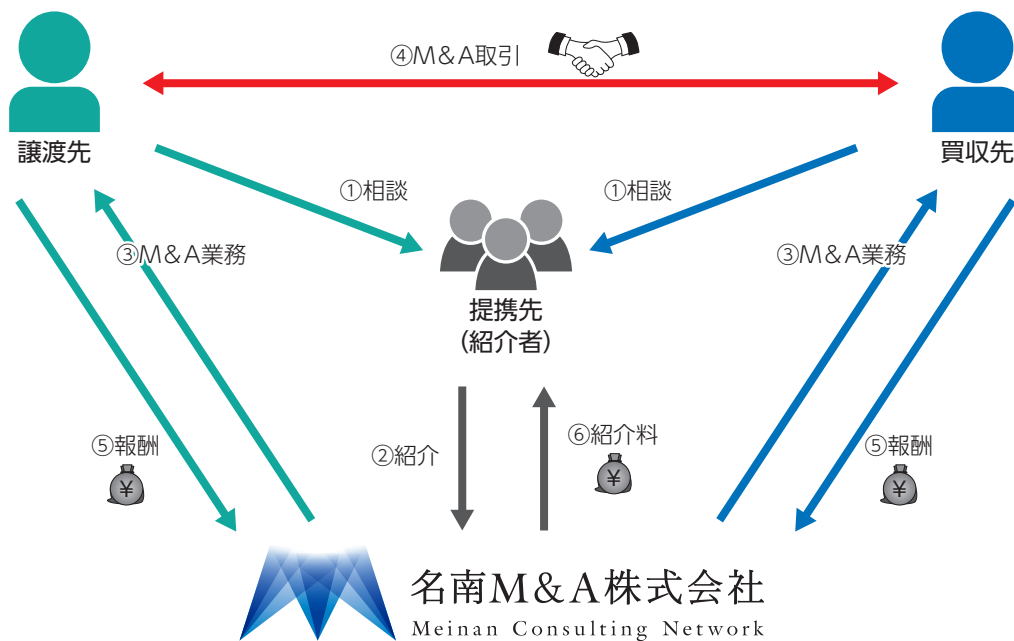 ④M&A取引
譲渡先
買収先
①相談
①相談
③M&A業務
③M&A業務
提携先
(紹介者)
⑤報酬
¥
②紹介
⑥紹介料
¥
⑤報酬
¥
名南M&A株式会社
Meinan Consulting Network